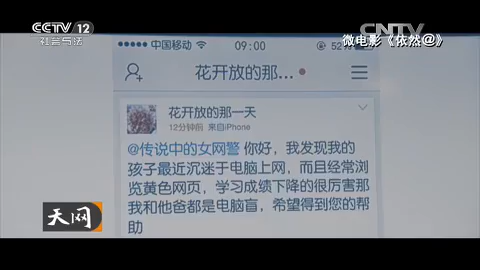 CCTV 12
社会与法
CNTV
微电影《依然@》
中国移动 09:00 52
花开放的那...
花开放的那一天
12分钟前 来自iPhone
@传说中的女网警 你好，我发现我的
孩子最近沉迷于电脑上网，而且经常浏
览黄色网页，学习成绩下降的很厉害那
我和他爸都是电脑盲，希望得到您的帮
助
天网